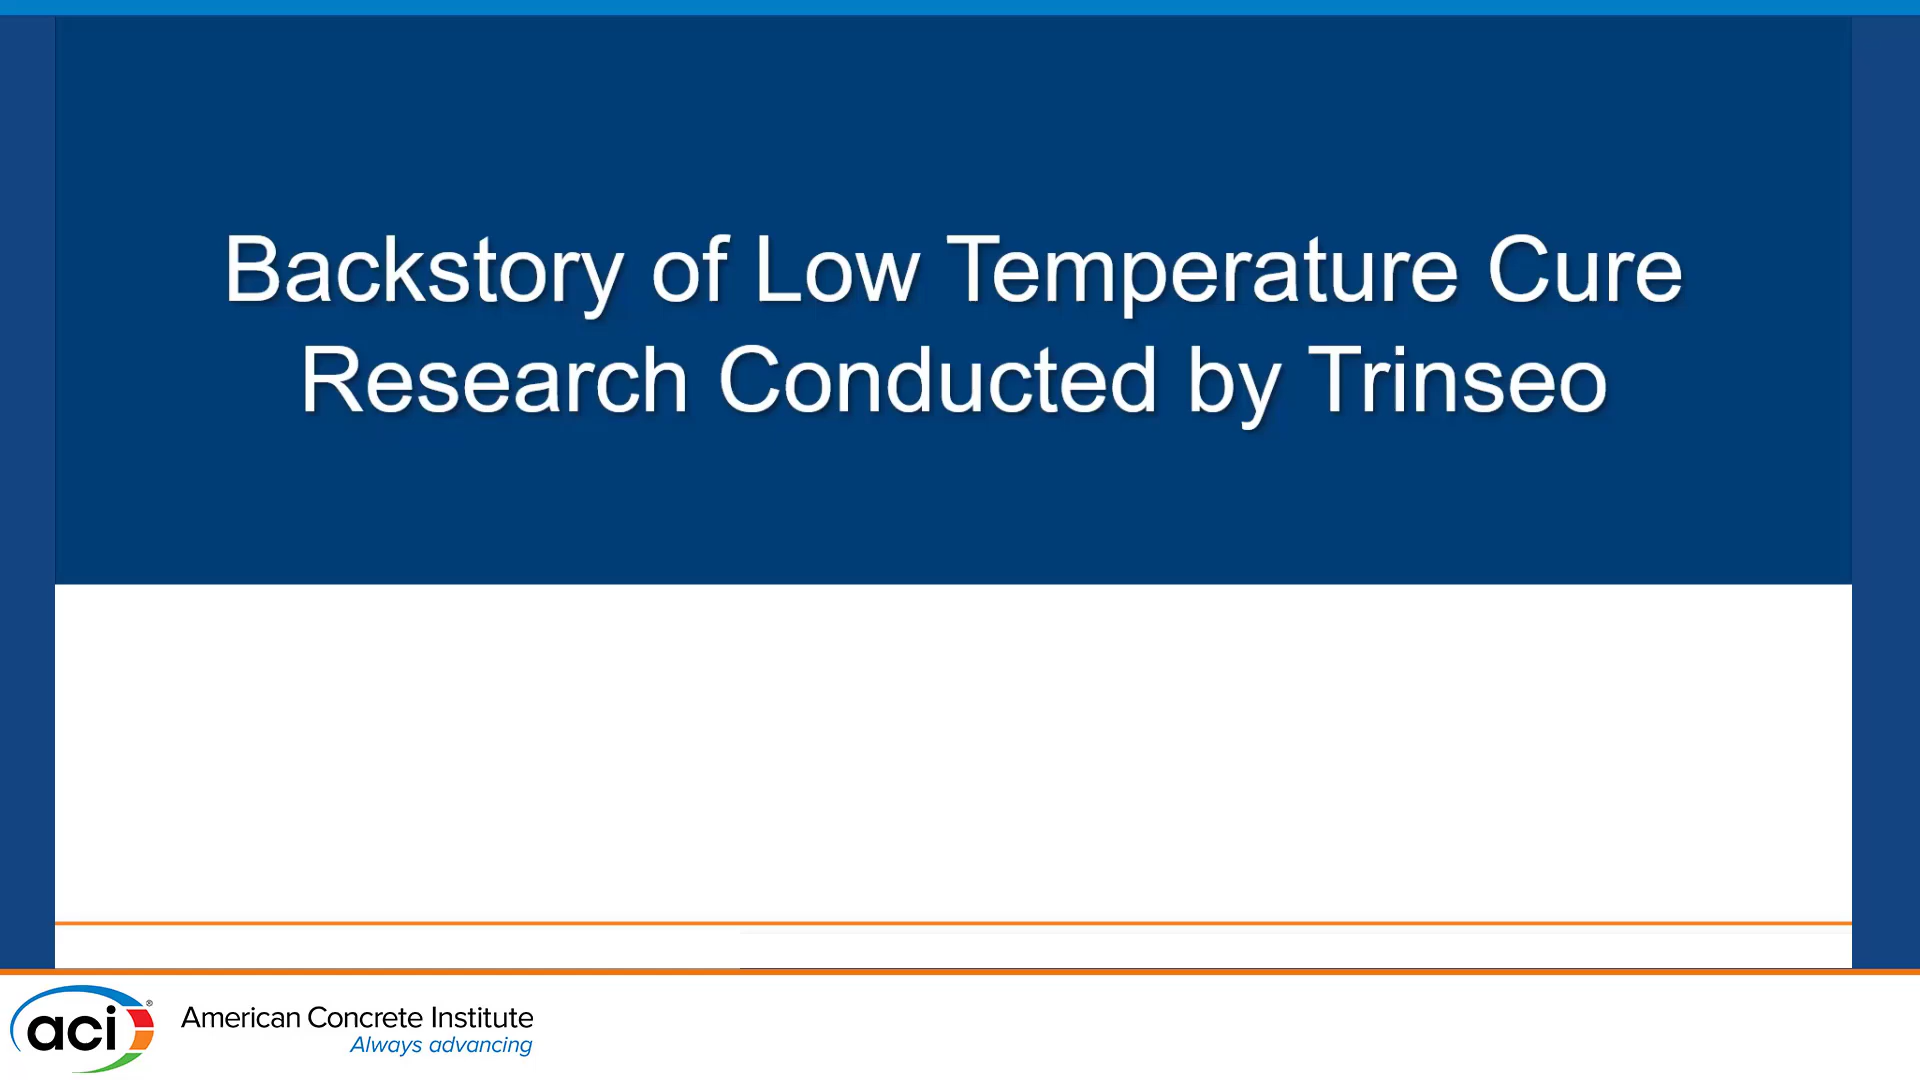 Backstory of Low Temperature Cure
Research Conducted by Trinseo
aci®
American Concrete Institute
Always advancing